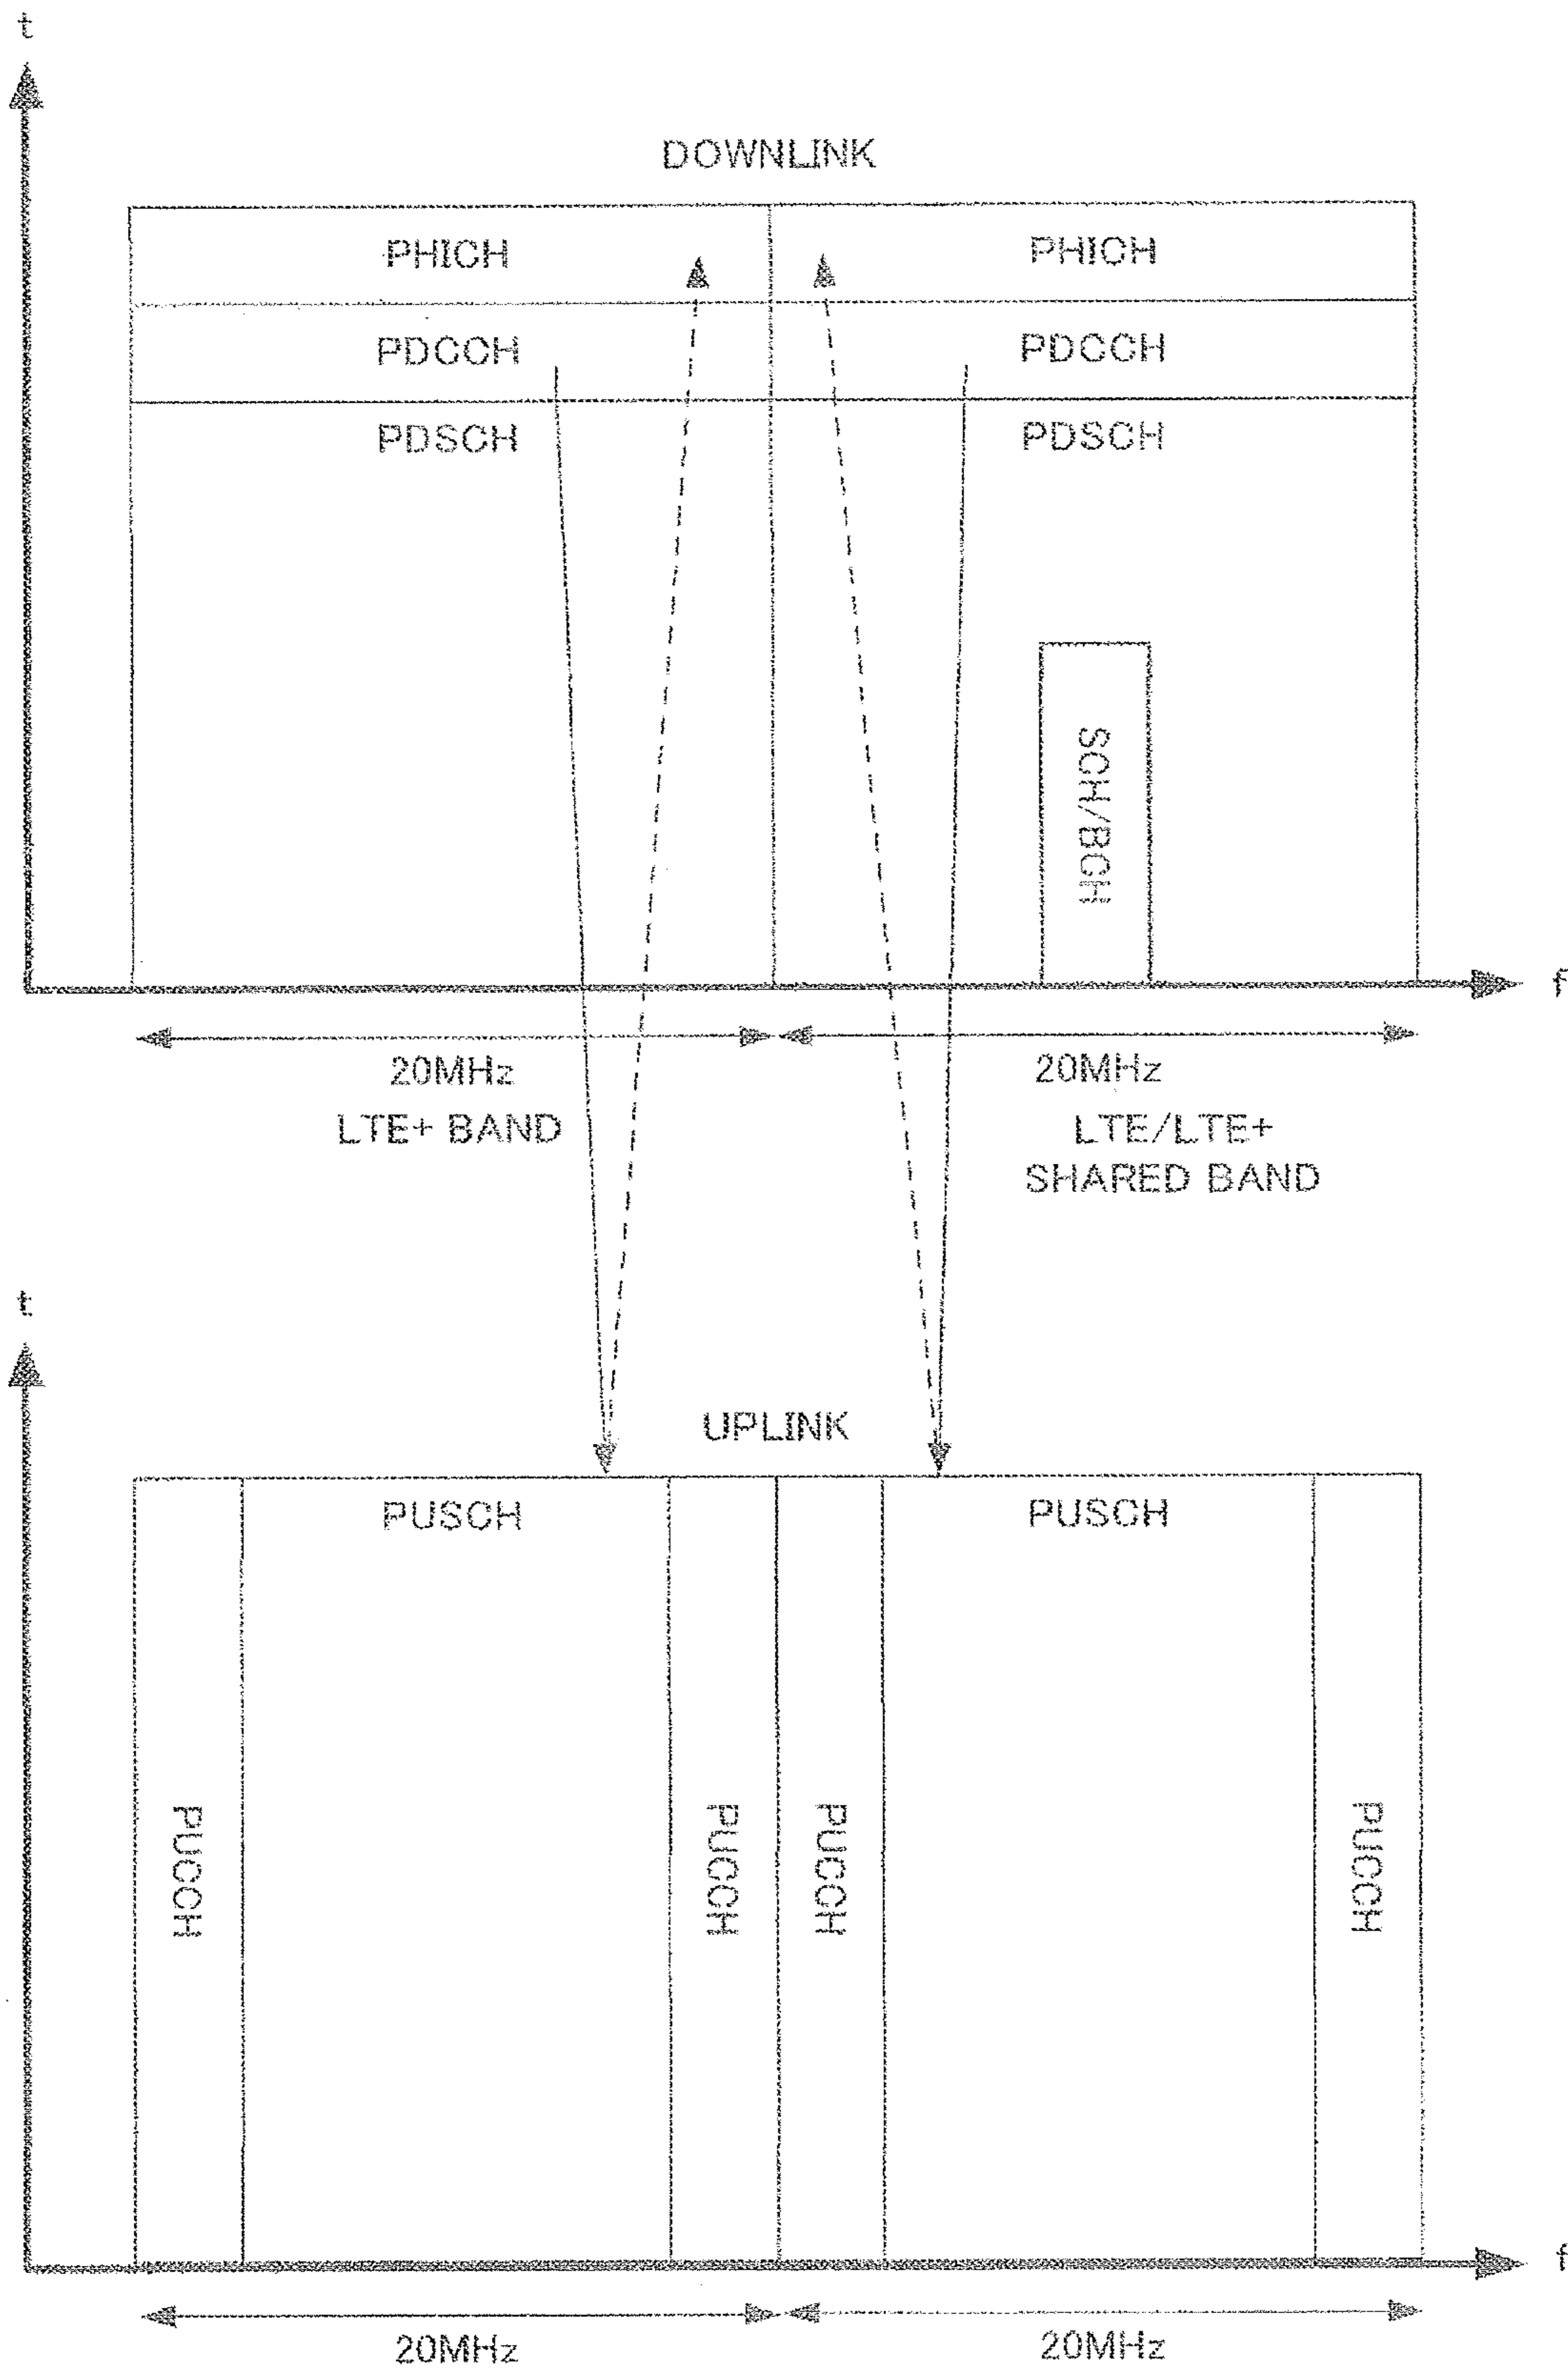 t
DOWNLINK
PHICH PHICH
PDCCH PDCCH
PDSCH PDSCH
SCH/BCH
f
20MHz 20MHz
LTE+ BAND LTE/LTE+
SHARED BAND
t
UPLINK
PUSCH PUSCH
PUCCH PUCCH PUCCH PUCCH
f
20MHz 20MHz